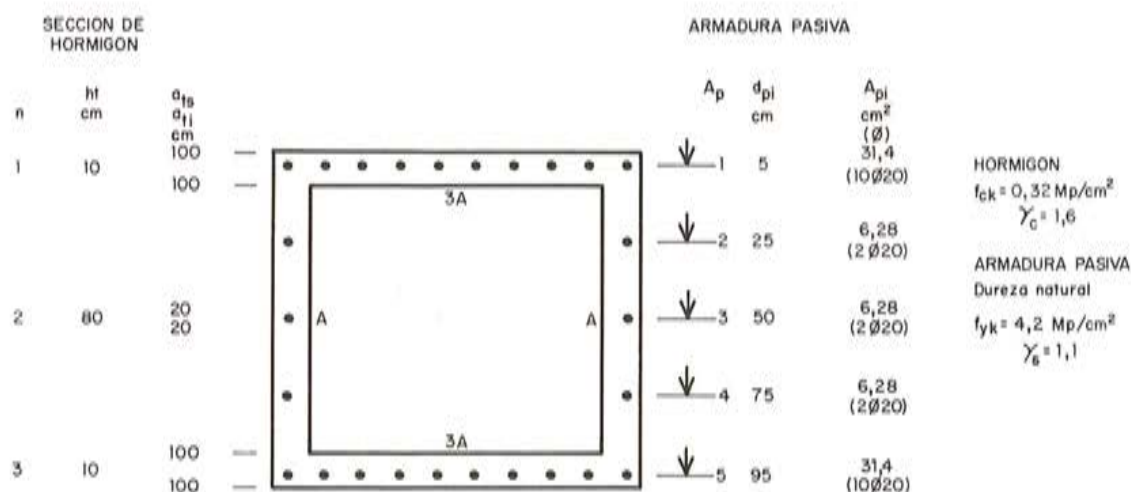 SECCION DE
HORMIGON
n
ht
cm
a_ts
a_ti
cm
1
10
100
100
2
80
20
20
3
10
100
100
3A
A
A
3A
ARMADURA PASIVA
A_p
d_pi
cm
A_pi
cm²
(Ø)
1
5
31,4
(10Ø20)
2
25
6,28
(2Ø20)
3
50
6,28
(2Ø20)
4
75
6,28
(2Ø20)
5
95
31,4
(10Ø20)
HORMIGON
f_ck = 0,32 Mp/cm²
γ_c = 1,6
ARMADURA PASIVA
Dureza natural
f_yk = 4,2 Mp/cm²
γ_s = 1,1